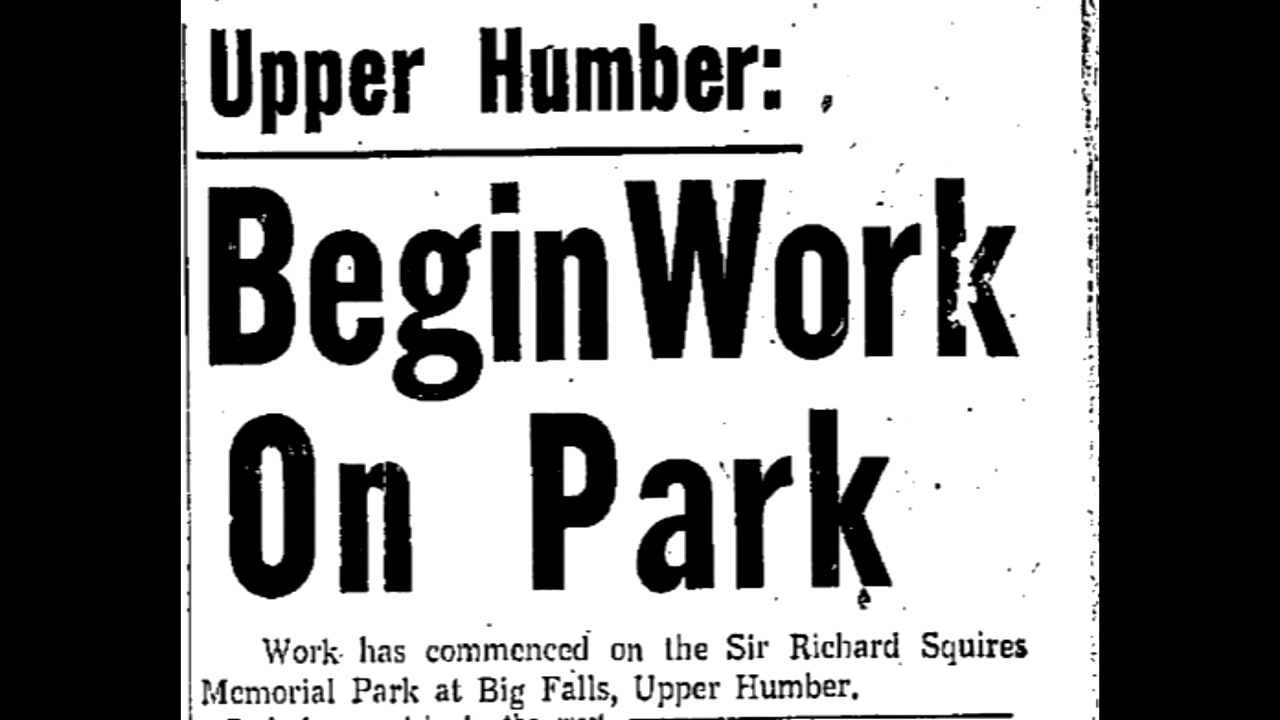 Upper Humber:
Begin Work
On Park
Work has commenced on the Sir Richard Squires
Memorial Park at Big Falls, Upper Humber.
the